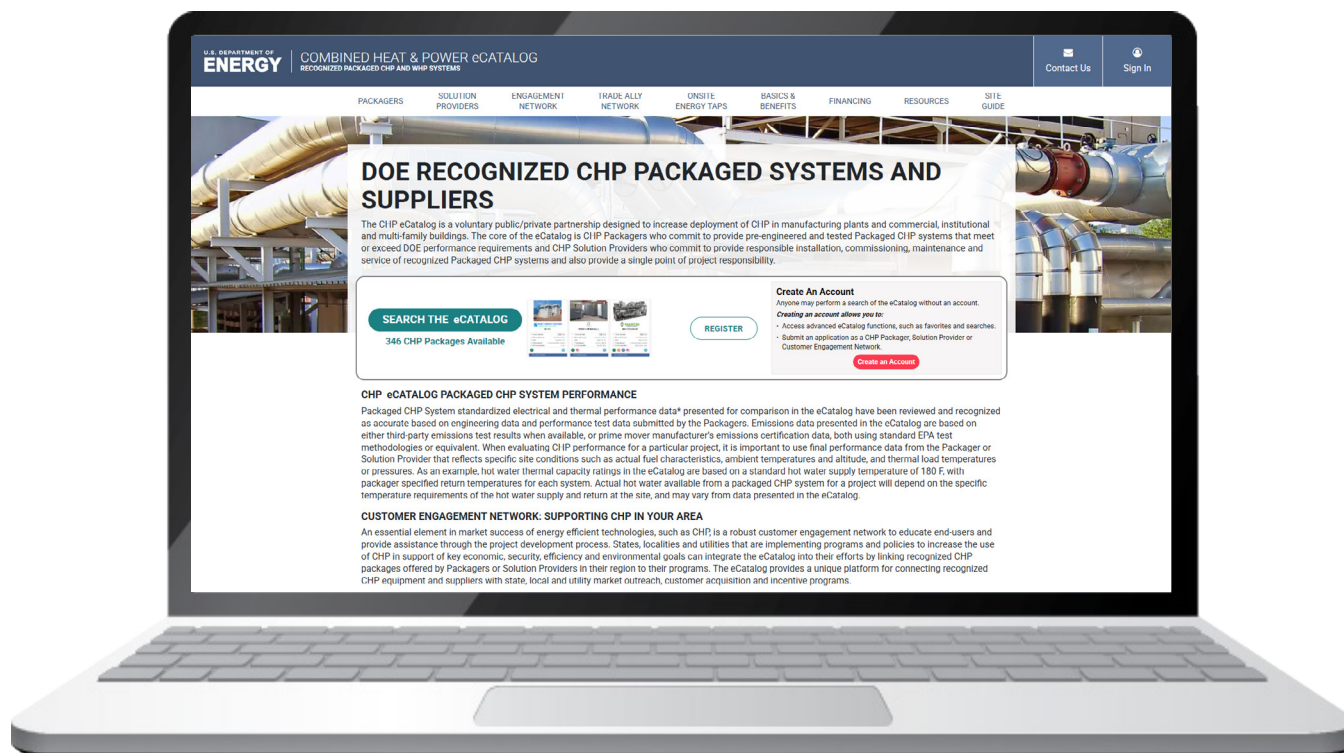 U.S. DEPARTMENT OF
ENERGY
COMBINED HEAT & POWER eCATALOG
RECOGNIZED PACKAGED CHP AND WHP SYSTEMS
Contact Us
Sign In
PACKAGERS
SOLUTION
PROVIDERS
ENGAGEMENT
NETWORK
TRADE ALLY
NETWORK
ONSITE
ENERGY TAPS
BASICS &
BENEFITS
FINANCING
RESOURCES
SITE
GUIDE
DOE RECOGNIZED CHP PACKAGED SYSTEMS AND
SUPPLIERS
The CHP eCatalog is a voluntary public/private partnership designed to increase deployment of CHP in manufacturing plants and commercial, institutional
and multi-family buildings. The core of the eCatalog is CHP Packagers who commit to provide pre-engineered and tested Packaged CHP systems that meet
or exceed DOE performance requirements and CHP Solution Providers who commit to provide responsible installation, commissioning, maintenance and
service of recognized Packaged CHP systems and also provide a single point of project responsibility.
SEARCH THE eCATALOG
346 CHP Packages Available
REGISTER
Create An Account
Anyone may perform a search of the eCatalog without an account.
Creating an account allows you to:
• Access advanced eCatalog functions, such as favorites and searches.
• Submit an application as a CHP Packager, Solution Provider or
Customer Engagement Network.
Create an Account
CHP eCATALOG PACKAGED CHP SYSTEM PERFORMANCE
Packaged CHP System standardized electrical and thermal performance data* presented for comparison in the eCatalog have been reviewed and recognized
as accurate based on engineering data and performance test data submitted by the Packagers. Emissions data presented in the eCatalog are based on
either third-party emissions test results when available, or prime mover manufacturer's emissions certification data, both using standard EPA test
methodologies or equivalent. When evaluating CHP performance for a particular project, it is important to use final performance data from the Packager or
Solution Provider that reflects specific site conditions such as actual fuel characteristics, ambient temperatures and altitude, and thermal load temperatures
or pressures. As an example, hot water thermal capacity ratings in the eCatalog are based on a standard hot water supply temperature of 180 F, with
packager specified return temperatures for each system. Actual hot water available from a packaged CHP system for a project will depend on the specific
temperature requirements of the hot water supply and return at the site, and may vary from data presented in the eCatalog.
CUSTOMER ENGAGEMENT NETWORK: SUPPORTING CHP IN YOUR AREA
An essential element in market success of energy efficient technologies, such as CHP, is a robust customer engagement network to educate end-users and
provide assistance through the project development process. States, localities and utilities that are implementing programs and policies to increase the use
of CHP in support of key economic, security, efficiency and environmental goals can integrate the eCatalog into their efforts by linking recognized CHP
packages offered by Packagers or Solution Providers in their region to their programs. The eCatalog provides a unique platform for connecting recognized
CHP equipment and suppliers with state, local and utility market outreach, customer acquisition and incentive programs.